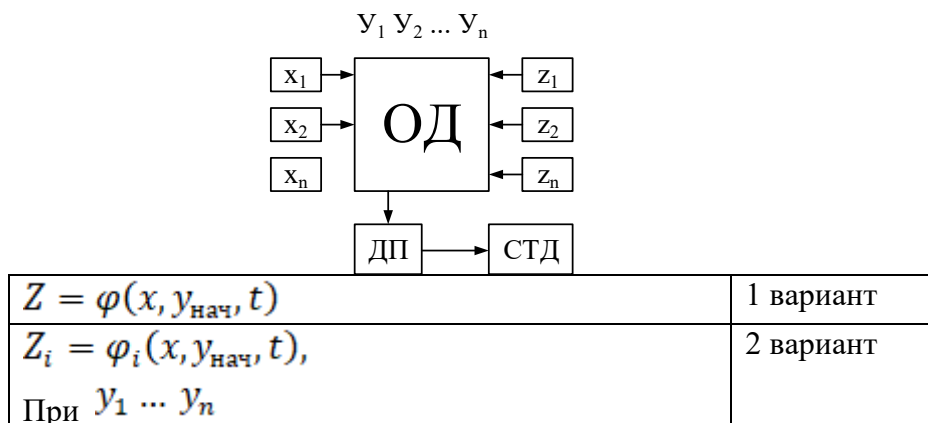 У₁ У₂ ... Уₙ
x₁ z₁
x₂ ОД z₂
xₙ zₙ
ДП СТД
Z = φ(x, yнач, t) 1 вариант
Zᵢ = φᵢ(x, yнач, t), 2 вариант
При y₁ ... yₙ